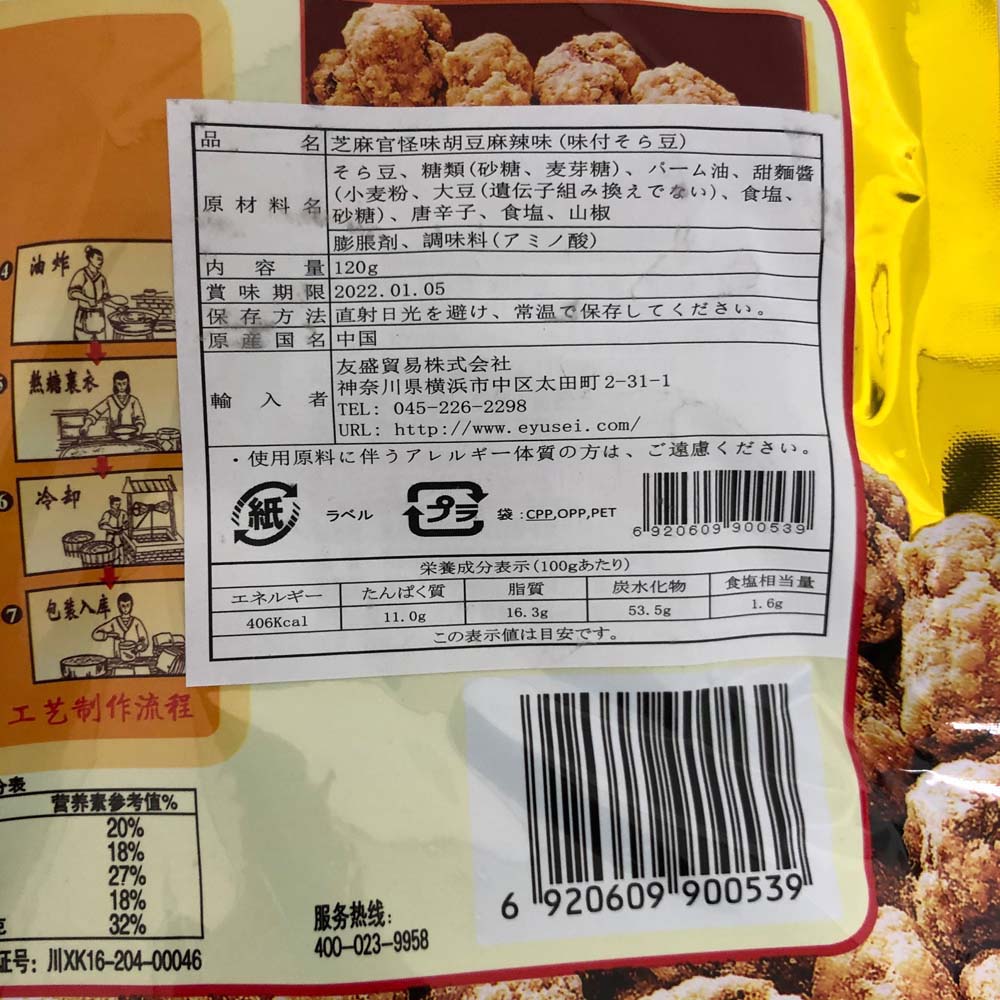 品 名 芝麻官怪味胡豆麻辣味(味付そら豆)
原材料名 そら豆、糖類(砂糖、麦芽糖)、パーム油、甜麵醬
(小麦粉、大豆(遺伝子組み換えでない)、食塩、
砂糖)、唐辛子、食塩、山椒
膨脹剤、調味料(アミノ酸)
内容量 120g
賞味期限 2022.01.05
保存方法 直射日光を避け、常温で保存してください。
原産国名 中国
輸入者 友盛貿易株式会社
神奈川県横浜市中区太田町2-31-1
TEL: 045-226-2298
URL: http://www.eyusei.com/
・使用原料に伴うアレルギー体質の方は、ご遠慮ください。
紙 ラベル プラ 袋:CPP,OPP,PET
6 920609 900539
栄養成分表示(100gあたり)
エネルギー たんぱく質 脂質 炭水化物 食塩相当量
406Kcal 11.0g 16.3g 53.5g 1.6g
この表示値は目安です。
4 油炸
5 熬糖裹衣
6 冷却
7 包装入库
工艺制作流程
分表
营养素参考值%
20%
18%
27%
18%
克 32%
证号: 川XK16-204-00046
服务热线:
400-023-9958
6 920609 900539